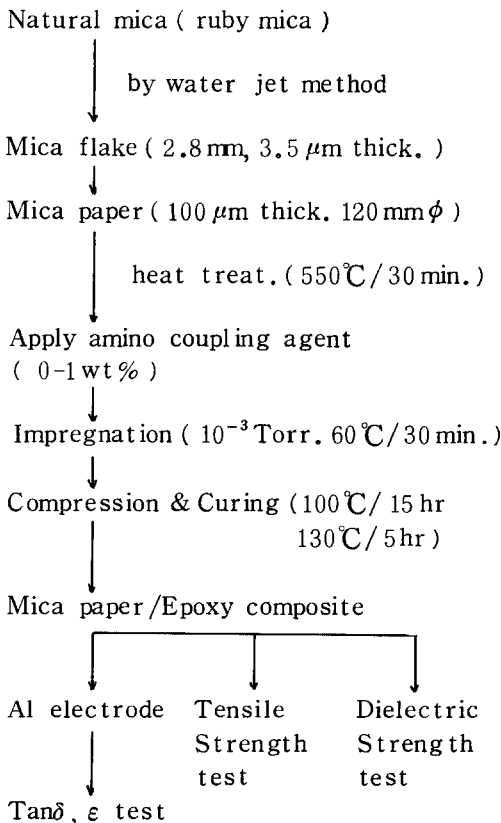 Natural mica ( ruby mica )
by water jet method
Mica flake ( 2.8 mm, 3.5 μm thick. )
Mica paper ( 100 μm thick. 120 mmφ )
heat treat. ( 550℃/30 min. )
Apply amino coupling agent
( 0-1 wt% )
Impregnation ( 10⁻³ Torr. 60℃/30 min. )
Compression & Curing (100℃/ 15 hr
130℃/ 5 hr )
Mica paper/Epoxy composite
Al electrode Tensile Dielectric
Strength Strength
test test
Tanδ, ε test